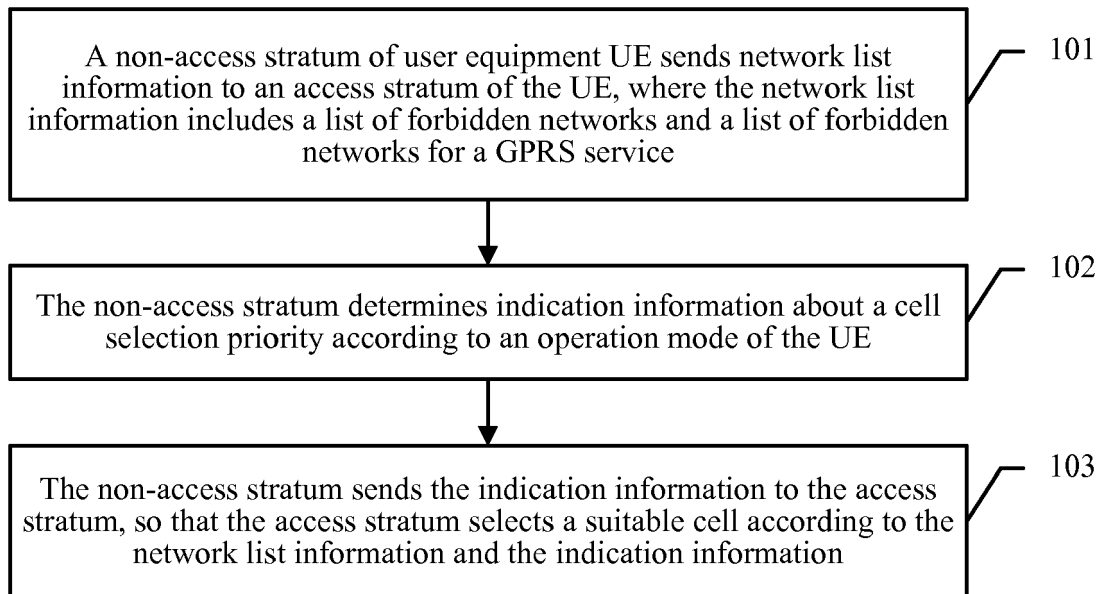 A non-access stratum of user equipment UE sends network list
information to an access stratum of the UE, where the network list
information includes a list of forbidden networks and a list of forbidden
networks for a GPRS service
101
The non-access stratum determines indication information about a cell
selection priority according to an operation mode of the UE
102
The non-access stratum sends the indication information to the access
stratum, so that the access stratum selects a suitable cell according to the
network list information and the indication information
103